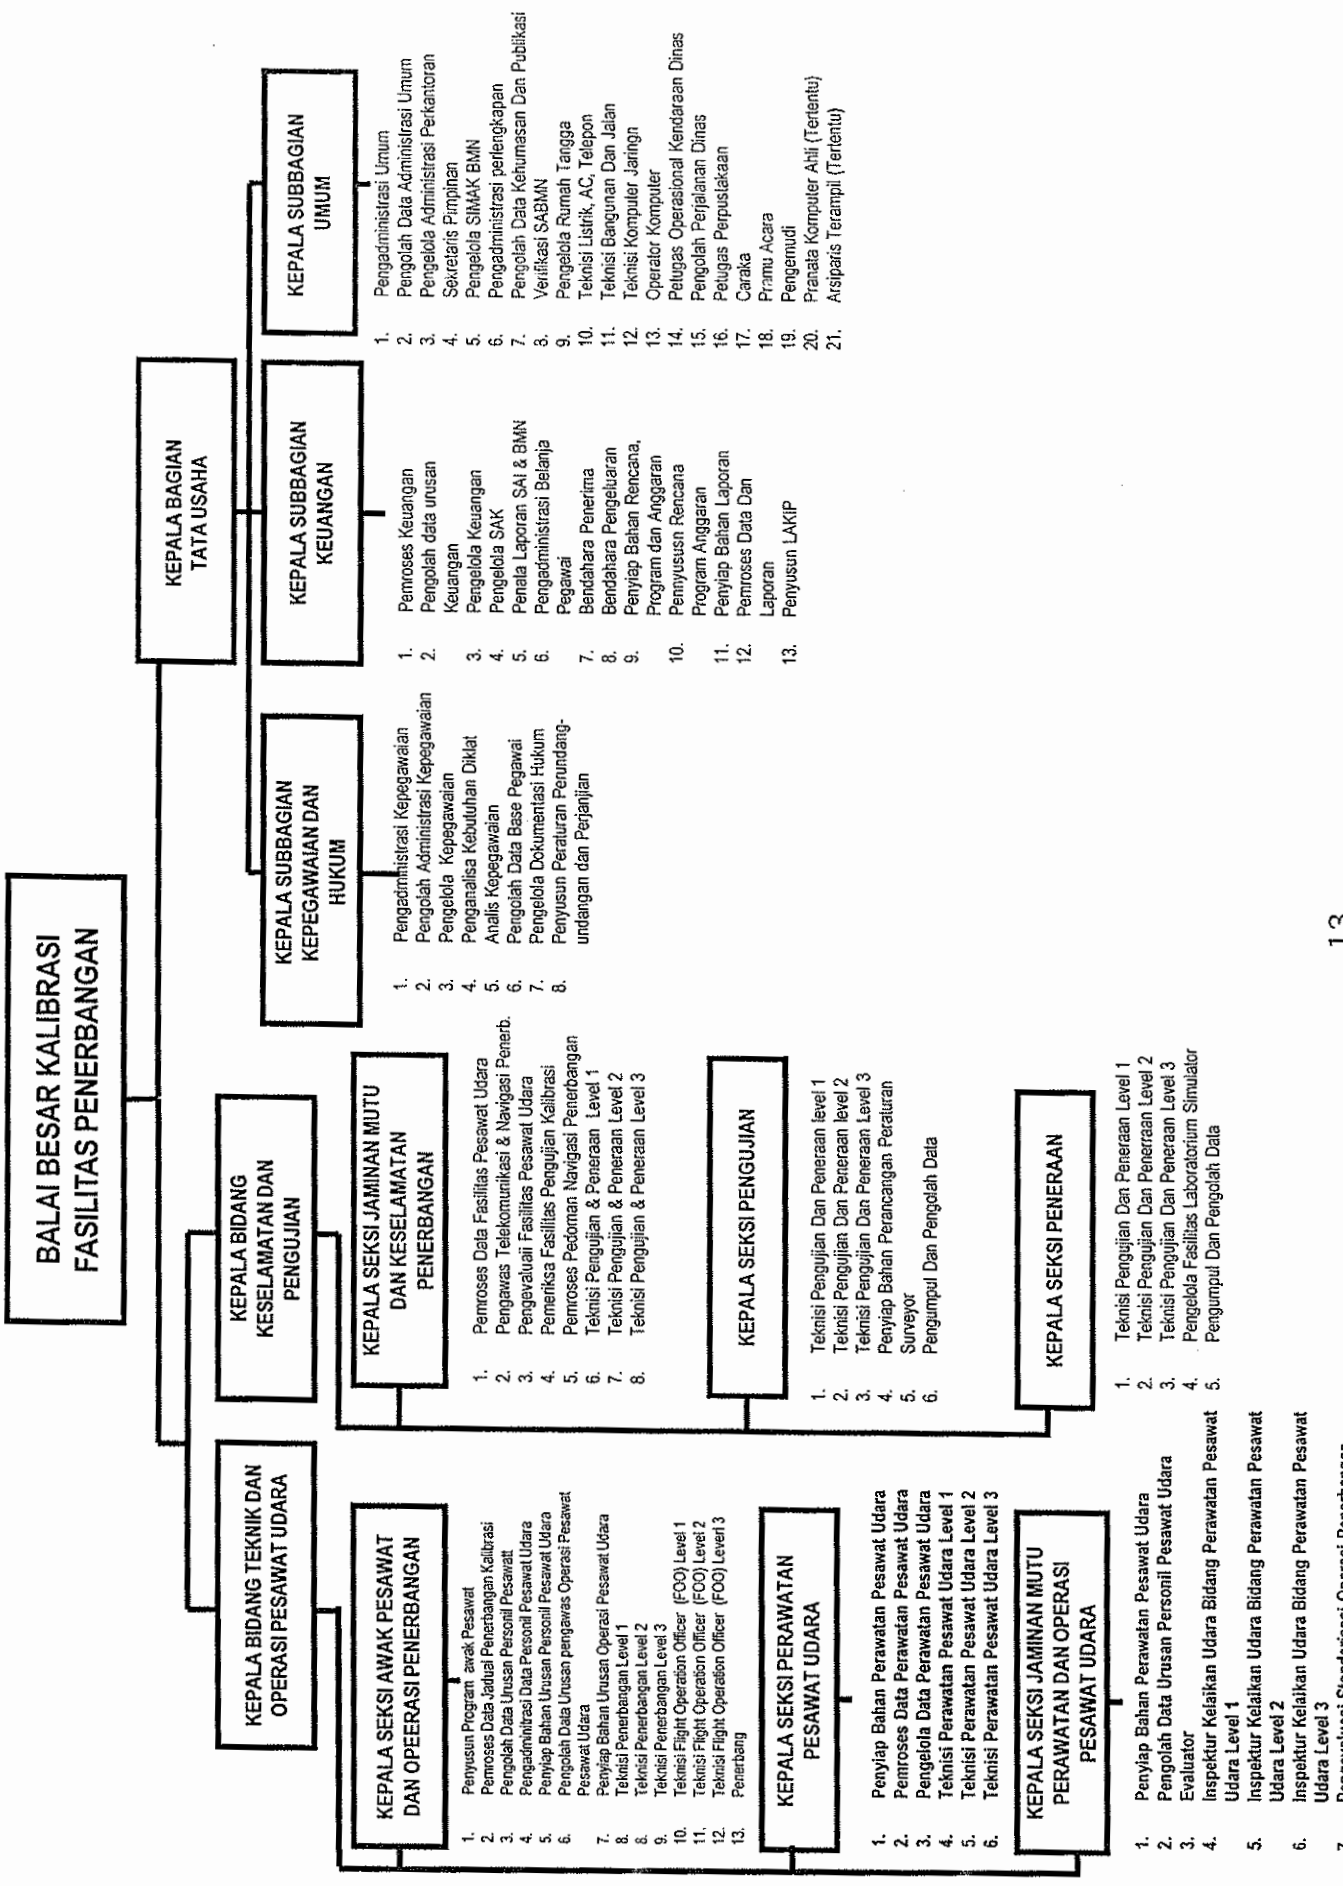 BALAI BESAR KALIBRASI
FASILITAS PENERBANGAN
KEPALA BAGIAN
TATA USAHA
KEPALA BIDANG TEKNIK DAN
OPERASI PESAWAT UDARA
KEPALA BIDANG
KESELAMATAN DAN
PENGUJIAN
KEPALA SUBBAGIAN
KEPEGAWAIAN DAN
HUKUM
KEPALA SUBBAGIAN
KEUANGAN
KEPALA SUBBAGIAN
UMUM
KEPALA SEKSI AWAK PESAWAT
DAN OPEERASI PENERBANGAN
1. Penyusun Program awak Pesawat
2. Pemroses Data Jadual Penerbangan Kalibrasi
3. Pengolah Data Urusan Personil Pesawatt
4. Pengadmitrasi Data Personil Pesawat Udara
5. Penyiap Bahan Urusan Personil Pesawat Udara
6. Pengolah Data Urusan pengawas Operasi Pesawat
Pesawat Udara
7. Penyiap Bahan Urusan Operasi Pesawat Udara
8. Teknisi Penerbangan Level 1
8. Teknisi Penerbangan Level 2
9. Teknisi Penerbangan Level 3
10. Teknisi Flight Operation Officer (FOO) Level 1
11. Teknisi Flight Operation Officer (FOO) Level 2
12. Teknisi Flight Operation Officer (FOO) Leverl 3
13. Penerbang
KEPALA SEKSI PERAWATAN
PESAWAT UDARA
1. Penyiap Bahan Perawatan Pesawat Udara
2. Pemroses Data Perawatan Pesawat Udara
3. Pengelola Data Perawatan Pesawat Udara
4. Teknisi Perawatan Pesawat Udara Level 1
5. Teknisi Perawatan Pesawat Udara Level 2
6. Teknisi Perawatan Pesawat Udara Level 3
KEPALA SEKSI JAMINAN MUTU
PERAWATAN DAN OPERASI
PESAWAT UDARA
1. Penyiap Bahan Perawatan Pesawat Udara
2. Pengolah Data Urusan Personil Pesawat Udara
3. Evaluator
4. Inspektur Kelaikan Udara Bidang Perawatan Pesawat
Udara Level 1
5. Inspektur Kelaikan Udara Bidang Perawatan Pesawat
Udara Level 2
6. Inspektur Kelaikan Udara Bidang Perawatan Pesawat
Udara Level 3
KEPALA SEKSI JAMINAN MUTU
DAN KESELAMATAN
PENERBANGAN
1. Pemroses Data Fasilitas Pesawat Udara
2. Pengawas Telekomunikasi & Navigasi Penerb.
3. Pengevaluaii Fasilitas Pesawat Udara
4. Pemeriksa Fasilitas Pengujian Kalibrasi
5. Pemroses Pedoman Navigasi Penerbangan
6. Teknisi Pengujian & Peneraan Level 1
7. Teknisi Pengujian & Peneraan Level 2
8. Teknisi Pengujian & Peneraan Level 3
KEPALA SEKSI PENGUJIAN
1. Teknisi Pengujian Dan Peneraan level 1
2. Teknisi Pengujian Dan Peneraan level 2
3. Teknisi Pengujian Dan Peneraan Level 3
4. Penyiap Bahan Perancangan Peraturan
5. Surveyor
6. Pengumpul Dan Pengolah Data
KEPALA SEKSI PENERAAN
1. Teknisi Pengujian Dan Peneraan Level 1
2. Teknisi Pengujian Dan Penerraan Level 2
3. Teknisi Pengujian Dan Peneraan Level 3
4. Pengelola Fasilitas Laboratorium Simulator
5. Pengumpul Dan Pengolah Data
1. Pengadministrasi Kepegawaian
2. Pengolah Administrasi Kepegawaian
3. Pengelola Kepegawaian
4. Penganalisa Kebutuhan Diklat
5. Analis Kepegawaian
6. Pengolah Data Base Pegawai
7. Pengelola Dokumentasi Hukum
8. Penyusun Peraturan Perundang-
undangan dan Perjanjian
1. Pemroses Keuangan
2. Pengolah data urusan
Keuangan
3. Pengelola Keuangan
4. Pengelola SAK
5. Penata Laporan SAI & BMN
6. Pengadministrasi Belanja
Pegawai
7. Bendahara Penerima
8. Bendahara Pengeluaran
9. Penyiap Bahan Rencana,
Program dan Anggaran
10. Pennyususn Rencana
Program Anggaran
11. Penyiap Bahan Laporan
12. Pemroses Data Dan
Laporan
13. Penyusun LAKIP
1. Pengadministrasi Umum
2. Pengolah Data Administrasi Umum
3. Pengelola Administrasi Perkantoran
4. Sekretaris Pimpinan
5. Pengelola SIMAK BMN
6. Pengadministrasi perlengkapan
7. Pengolah Data Kehumasan Dan Publikasi
8. Verifikasi SABMN
9. Pengelola Rumah Tangga
10. Teknisi Listrik, AC, Telepon
11. Teknisi Bangunan Dan Jalan
12. Teknisi Komputer Jaringn
13. Operator Komputer
14. Petugas Operasional Kendaraan Dinas
15. Pengolah Perjalanan Dinas
16. Petugas Perpustakaan
17. Caraka
18. Pramu Acara
19. Pengemudi
20. Pranata Komputer Ahli (Tertentu)
21. Arsiparis Terampil (Tertentu)
13